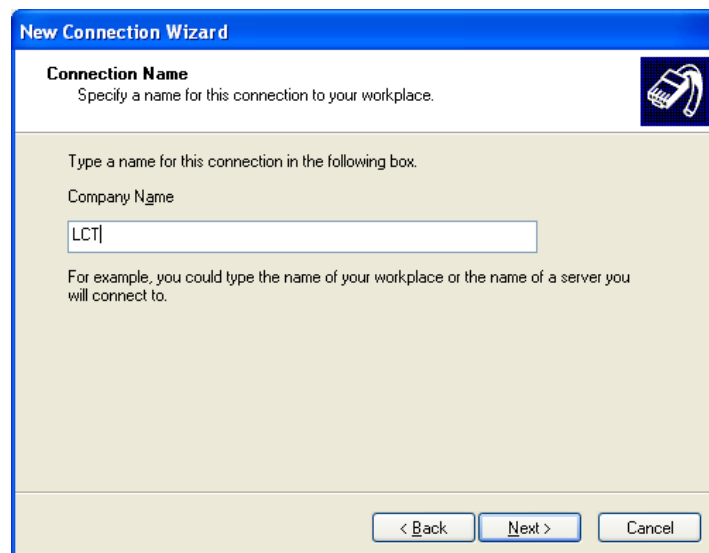 New Connection Wizard
Connection Name
Specify a name for this connection to your workplace.
Type a name for this connection in the following box.
Company Name
LCT
For example, you could type the name of your workplace or the name of a server you
will connect to.
< Back
Next >
Cancel